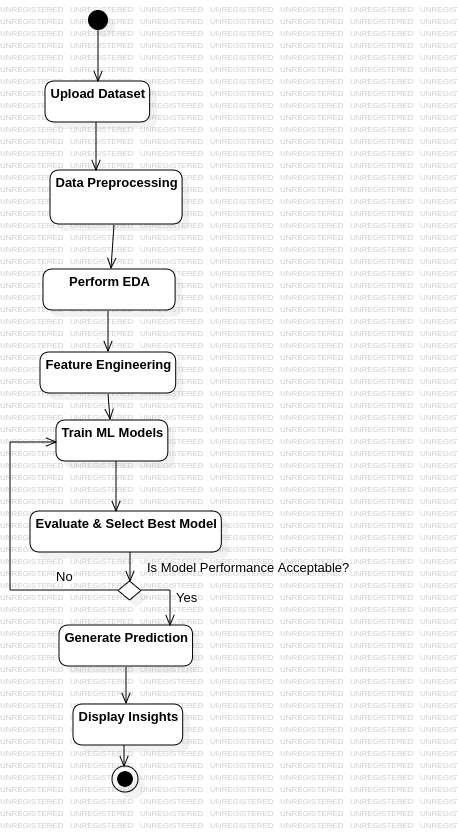 Upload Dataset
Data Preprocessing
Perform EDA
Feature Engineering
Train ML Models
Evaluate & Select Best Model
Is Model Performance Acceptable?
No
Yes
Generate Prediction
Display Insights
UNREGISTERED